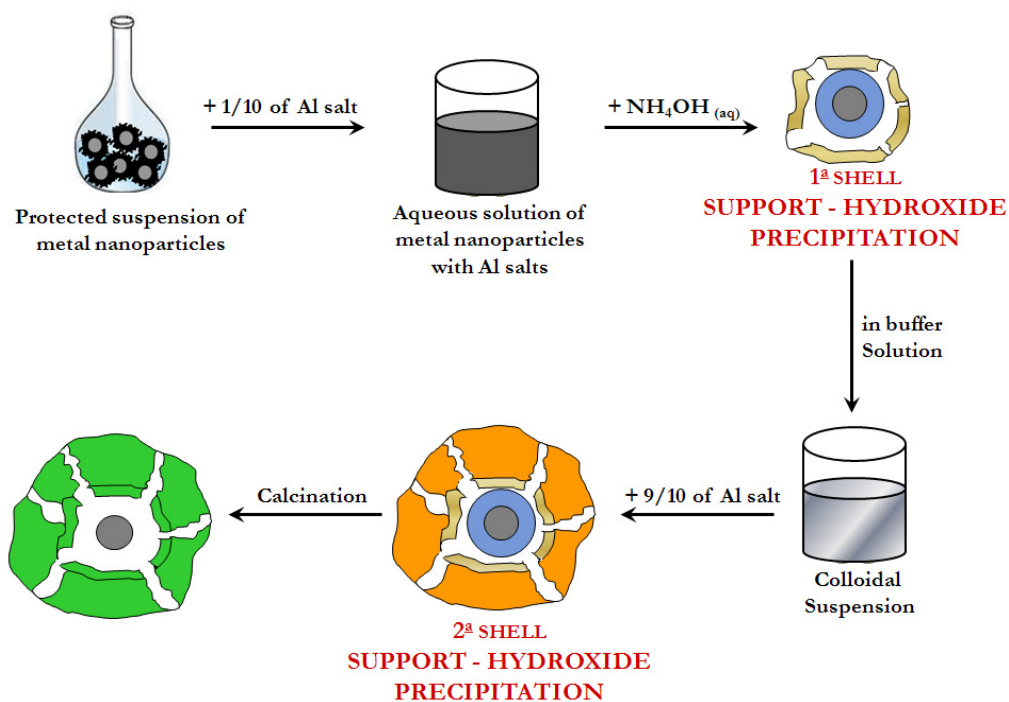 + 1/10 of Al salt
+ NH₄OH (aq)
Protected suspension of
metal nanoparticles
Aqueous solution of
metal nanoparticles
with Al salts
1ª SHELL
SUPPORT - HYDROXIDE
PRECIPITATION
in buffer
Solution
Colloidal
Suspension
+ 9/10 of Al salt
2ª SHELL
SUPPORT - HYDROXIDE
PRECIPITATION
Calcination